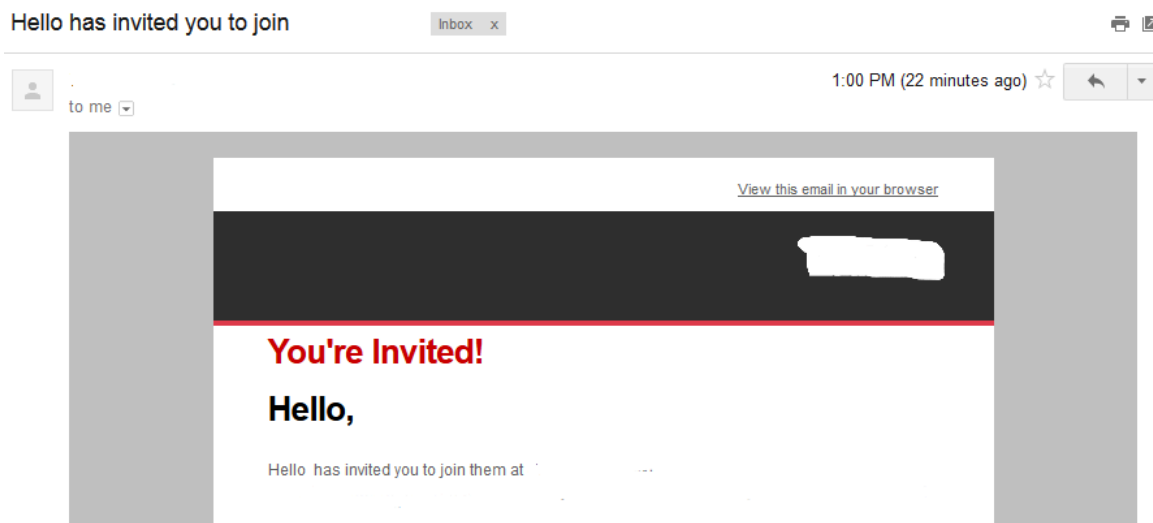 Hello has invited you to join
Inbox x
1:00 PM (22 minutes ago)
to me
View this email in your browser
You're Invited!
Hello,
Hello has invited you to join them at